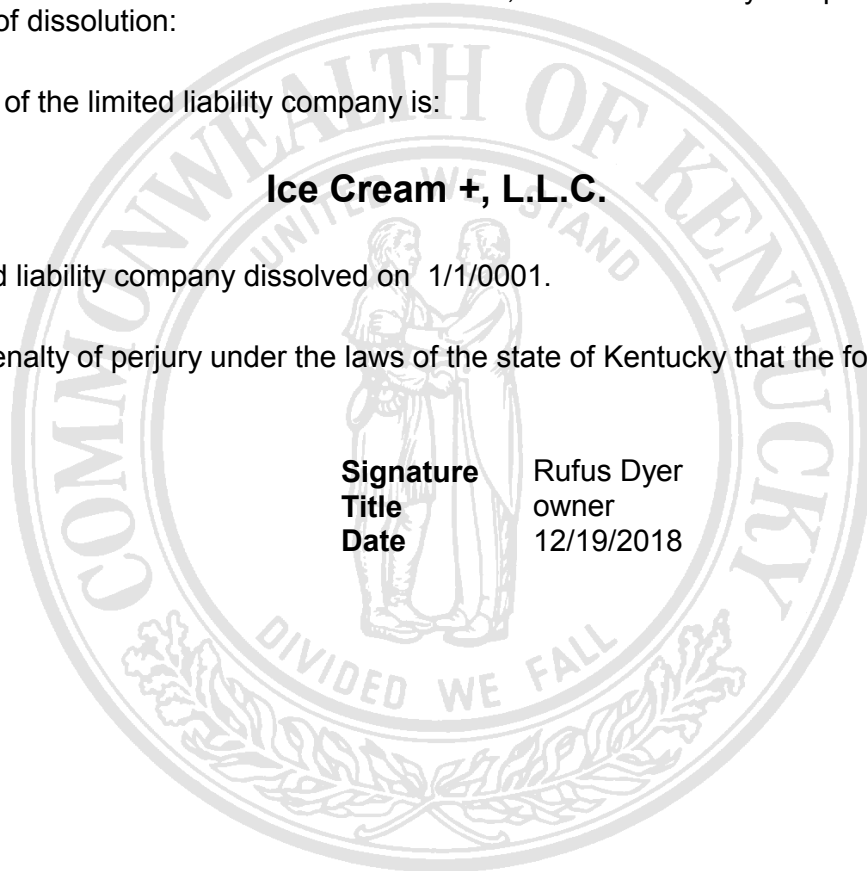 of dissolution:
of the limited liability company is:
Ice Cream +, L.L.C.
liability company dissolved on 1/1/0001.
penalty of perjury under the laws of the state of Kentucky that the
Signature Rufus Dyer
Title owner
Date 12/19/2018
COMMONWEALTH OF KENTUCKY
UNITED WE STAND
DIVIDED WE FALL